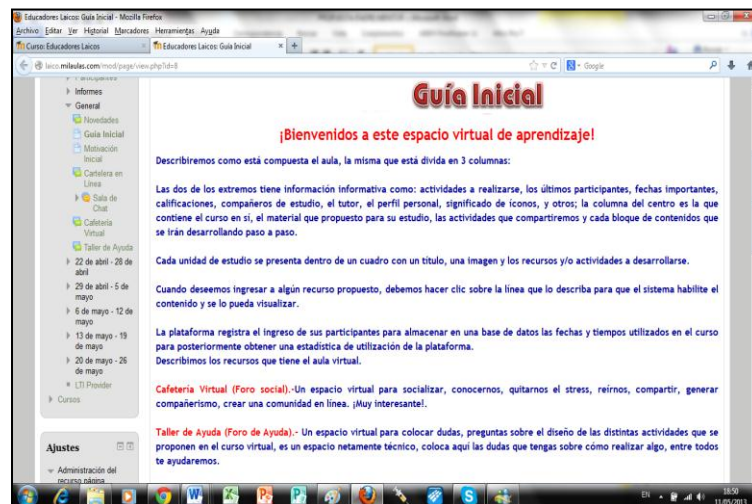 Educadores Laicos: Guía Inicial - Mozilla Firefox
Archivo Editar Ver Historial Marcadores Herramientas Ayuda
Curso: Educadores Laicos
Educadores Laicos: Guía Inicial
laico.milaulas.com/mod/page/view.php?id=8
Google
Participantes
Informes
General
Novedades
Guía Inicial
Motivación
Inicial
Cartelera en
Línea
Sala de
Chat
Cafetería
Virtual
Taller de Ayuda
22 de abril - 28 de
abril
29 de abril - 5 de
mayo
6 de mayo - 12 de
mayo
13 de mayo - 19
de mayo
20 de mayo - 26
de mayo
LTI Provider
Cursos
Ajustes
Administración del
recurso página
Guía Inicial
¡Bienvenidos a este espacio virtual de aprendizaje!
Describiremos como está compuesta el aula, la misma que está divida en 3 columnas:
Las dos de los extremos tiene información informativa como: actividades a realizarse, los últimos participantes, fechas importantes,
calificaciones, compañeros de estudio, el tutor, el perfil personal, significado de íconos, y otros; la columna del centro es la que
contiene el curso en sí, el material que propuesto para su estudio, las actividades que compartiremos y cada bloque de contenidos que
se irán desarrollando paso a paso.
Cada unidad de estudio se presenta dentro de un cuadro con un título, una imagen y los recursos y/o actividades a desarrollarse.
Cuando deseemos ingresar a algún recurso propuesto, debemos hacer clic sobre la línea que lo describa para que el sistema habilite el
contenido y se lo pueda visualizar.
La plataforma registra el ingreso de sus participantes para almacenar en una base de datos las fechas y tiempos utilizados en el curso
para posteriormente obtener una estadística de utilización de la plataforma.
Describimos los recursos que tiene el aula virtual.
Cafetería Virtual (Foro social).-Un espacio virtual para socializar, conocernos, quitarnos el stress, reírnos, compartir, generar
compañerismo, crear una comunidad en línea. ¡Muy interesante!.
Taller de Ayuda (Foro de Ayuda).- Un espacio virtual para colocar dudas, preguntas sobre el diseño de las distintas actividades que se
proponen en el curso virtual, es un espacio netamente técnico, coloca aquí las dudas que tengas sobre cómo realizar algo, entre todos
te ayudaremos.
EN
18:50
11/05/2013